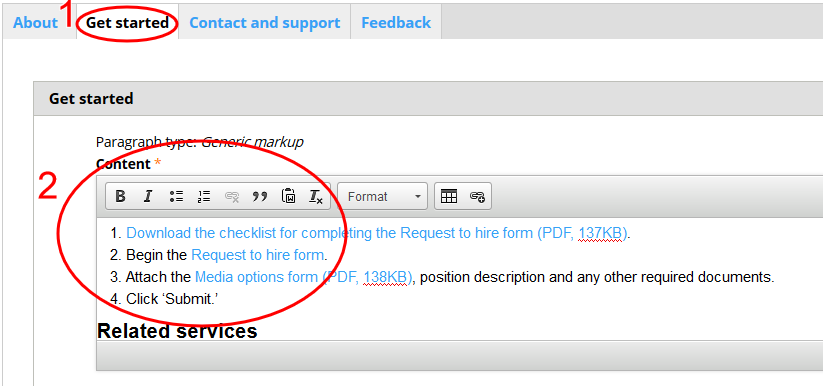 1
About Get started Contact and support Feedback
Get started
Paragraph type: Generic markup
Content *
2
B I Format
1. Download the checklist for completing the Request to hire form (PDF, 137KB).
2. Begin the Request to hire form.
3. Attach the Media options form (PDF, 138KB), position description and any other required documents.
4. Click ‘Submit.’
Related services